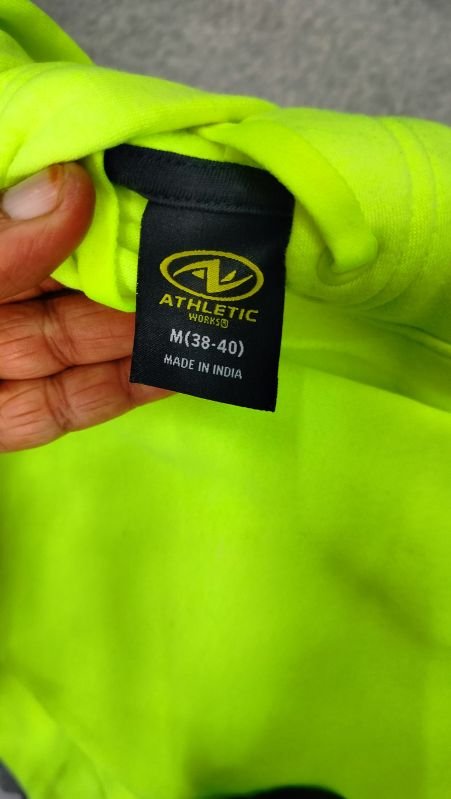 ATHLETIC
WORKS®
M(38-40)
MADE IN INDIA